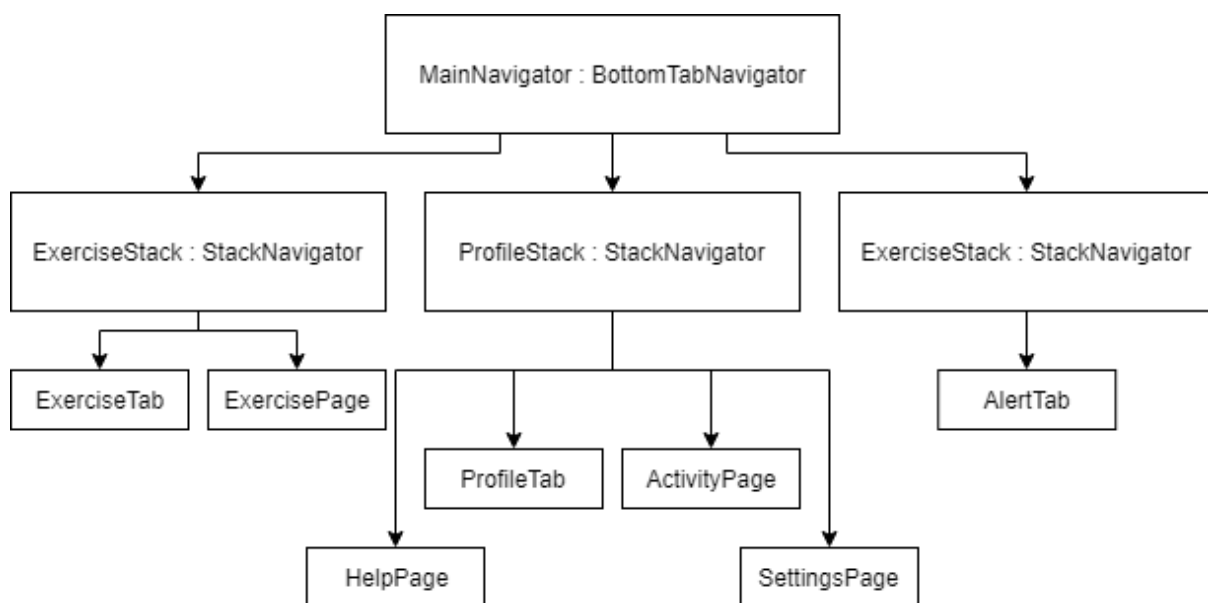 MainNavigator : BottomTabNavigator
ExerciseStack : StackNavigator
ProfileStack : StackNavigator
ExerciseStack : StackNavigator
ExerciseTab
ExercisePage
AlertTab
ProfileTab
ActivityPage
HelpPage
SettingsPage